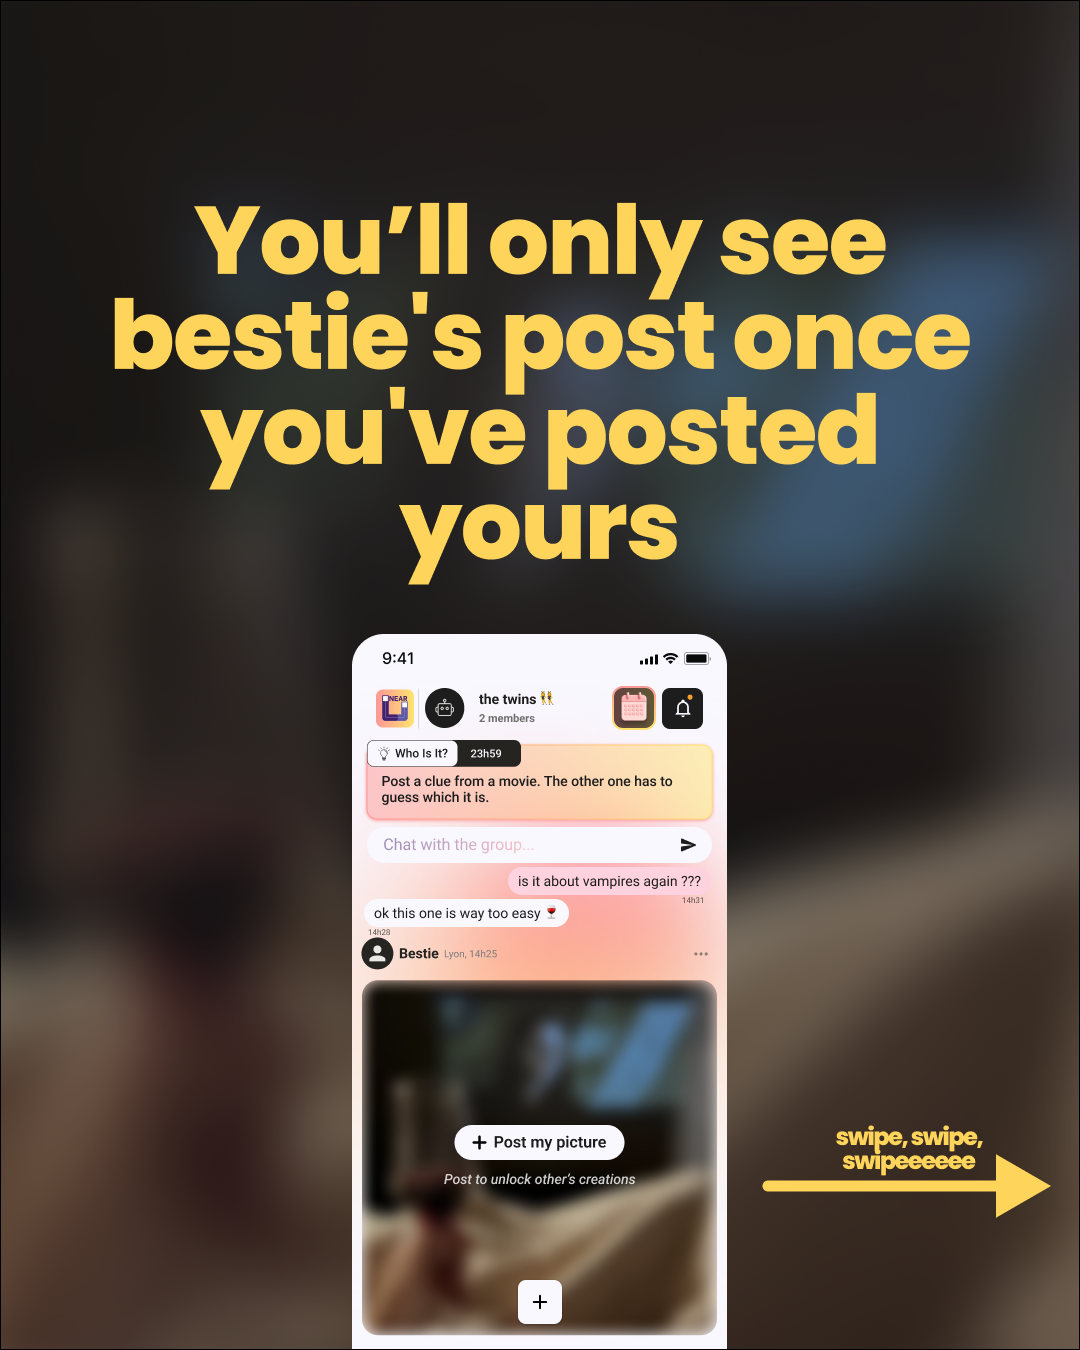 You’ll only see
bestie's post once
you've posted
yours
9:41
NEAR
the twins 👯
2 members
Who Is It?
23h59
Post a clue from a movie. The other one has to
guess which it is.
Chat with the group...
is it about vampires again ???
14h31
ok this one is way too easy 🍷
14h28
Bestie Lyon, 14h25
Post my picture
Post to unlock other's creations
swipe, swipe,
swipeeeeee